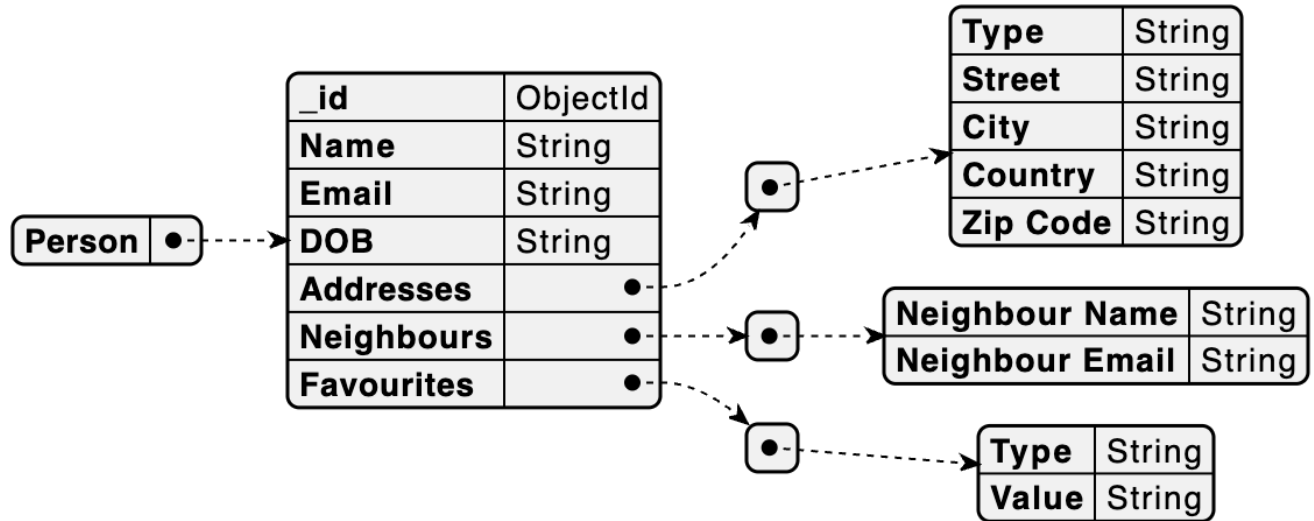 Person
_id ObjectId
Name String
Email String
DOB String
Addresses
Neighbours
Favourites
Type String
Street String
City String
Country String
Zip Code String
Neighbour Name String
Neighbour Email String
Type String
Value String